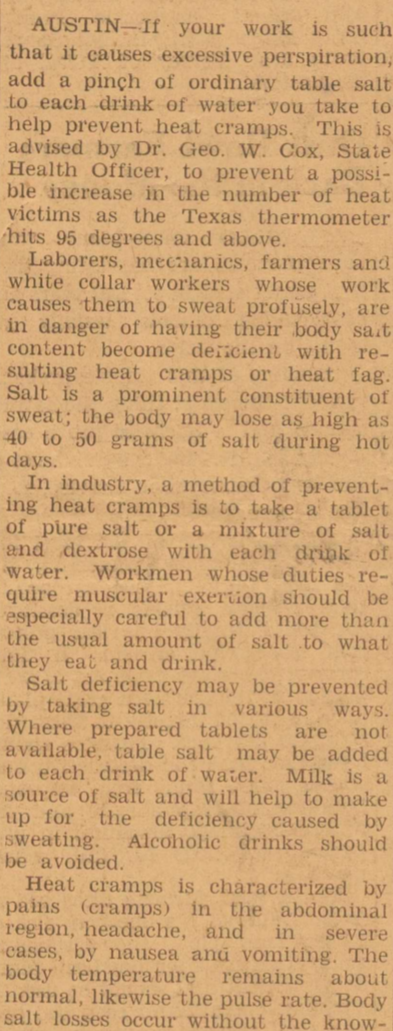 AUSTIN—If your work is such
that it causes excessive perspiration,
add a pinch of ordinary table salt
to each drink of water you take to
help prevent heat cramps. This is
advised by Dr. Geo. W. Cox, State
Health Officer, to prevent a possi-
ble increase in the number of heat
victims as the Texas thermometer
hits 95 degrees and above.
Laborers, mechanics, farmers and
white collar workers whose work
causes them to sweat profusely, are
in danger of having their body salt
content become deficient with re-
sulting heat cramps or heat fag.
Salt is a prominent constituent of
sweat; the body may lose as high as
40 to 50 grams of salt during hot
days.
In industry, a method of prevent-
ing heat cramps is to take a tablet
of pure salt or a mixture of salt
and dextrose with each drink of
water. Workmen whose duties re-
quire muscular exertion should be
especially careful to add more than
the usual amount of salt to what
they eat and drink.
Salt deficiency may be prevented
by taking salt in various ways.
Where prepared tablets are not
available, table salt may be added
to each drink of water. Milk is a
source of salt and will help to make
up for the deficiency caused by
sweating. Alcoholic drinks should
be avoided.
Heat cramps is characterized by
pains (cramps) in the abdominal
region, headache, and in severe
cases, by nausea and vomiting. The
body temperature remains about
normal, likewise the pulse rate. Body
salt losses occur without the know-